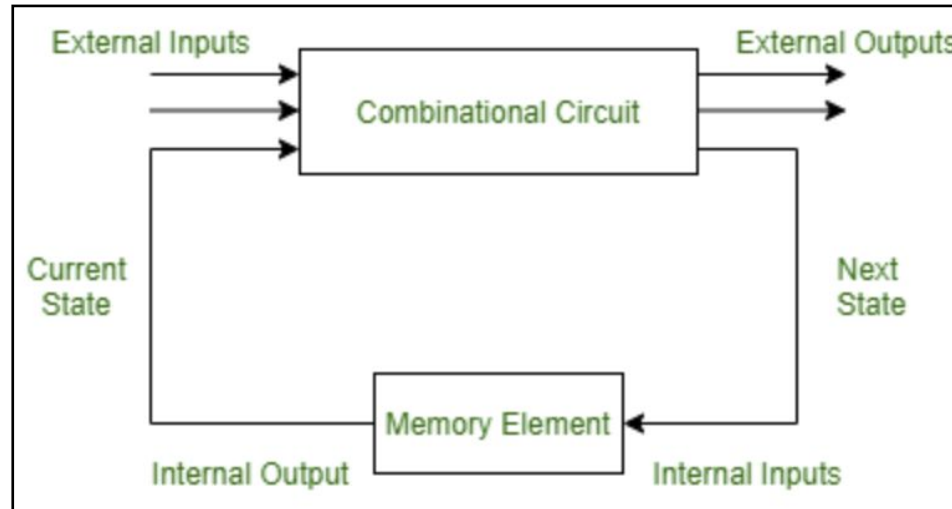 External Inputs
External Outputs
Combinational Circuit
Current
State
Next
State
Memory Element
Internal Output
Internal Inputs